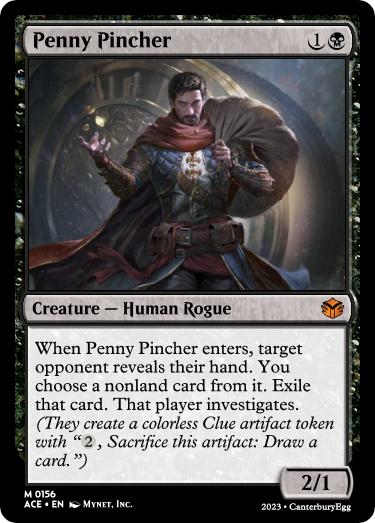 Penny Pincher 1
Creature — Human Rogue
When Penny Pincher enters, target
opponent reveals their hand. You
choose a nonland card from it. Exile
that card. That player investigates.
(They create a colorless Clue artifact token
with “2, Sacrifice this artifact: Draw a
card.”)
2/1
M 0156
ACE • EN Mynet, Inc.
2023 • CanterburyEgg